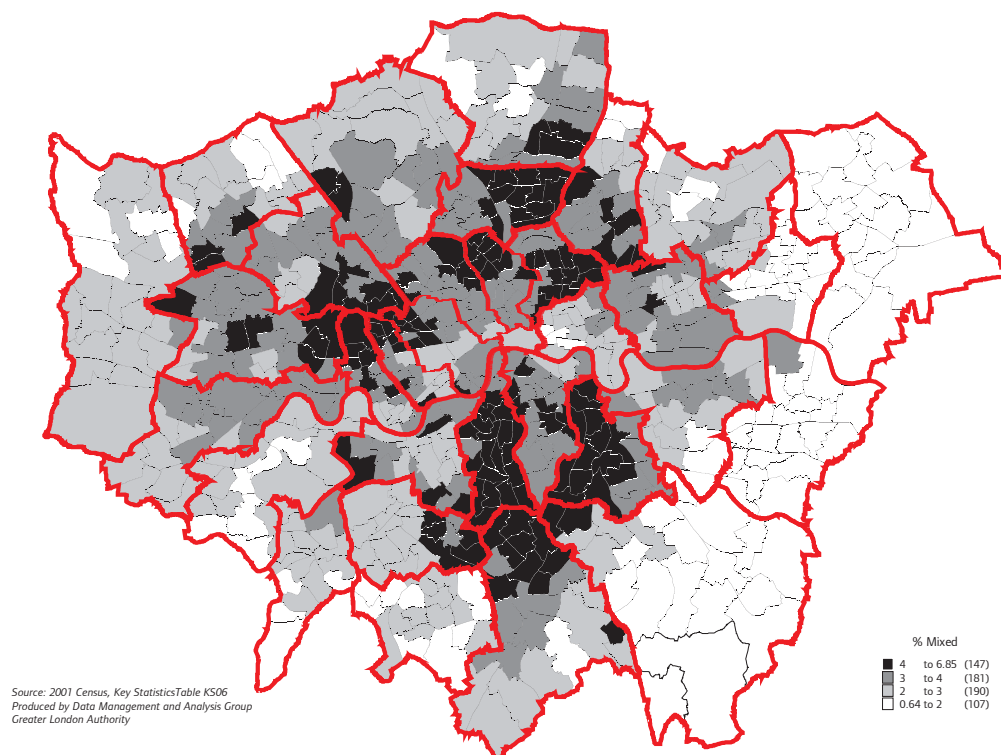 % Mixed
4 to 6.85 (147)
3 to 4 (181)
2 to 3 (190)
0.64 to 2 (107)
Source: 2001 Census, Key StatisticsTable KS06
Produced by Data Management and Analysis Group
Greater London Authority